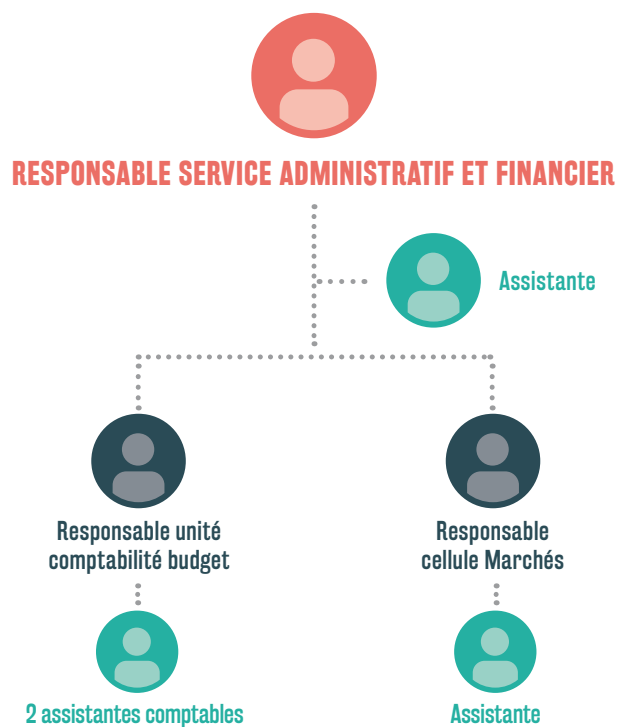 RESPONSABLE SERVICE ADMINISTRATIF ET FINANCIER
Assistante
Responsable unité
comptabilité budget
Responsable
cellule Marchés
2 assistantes comptables
Assistante